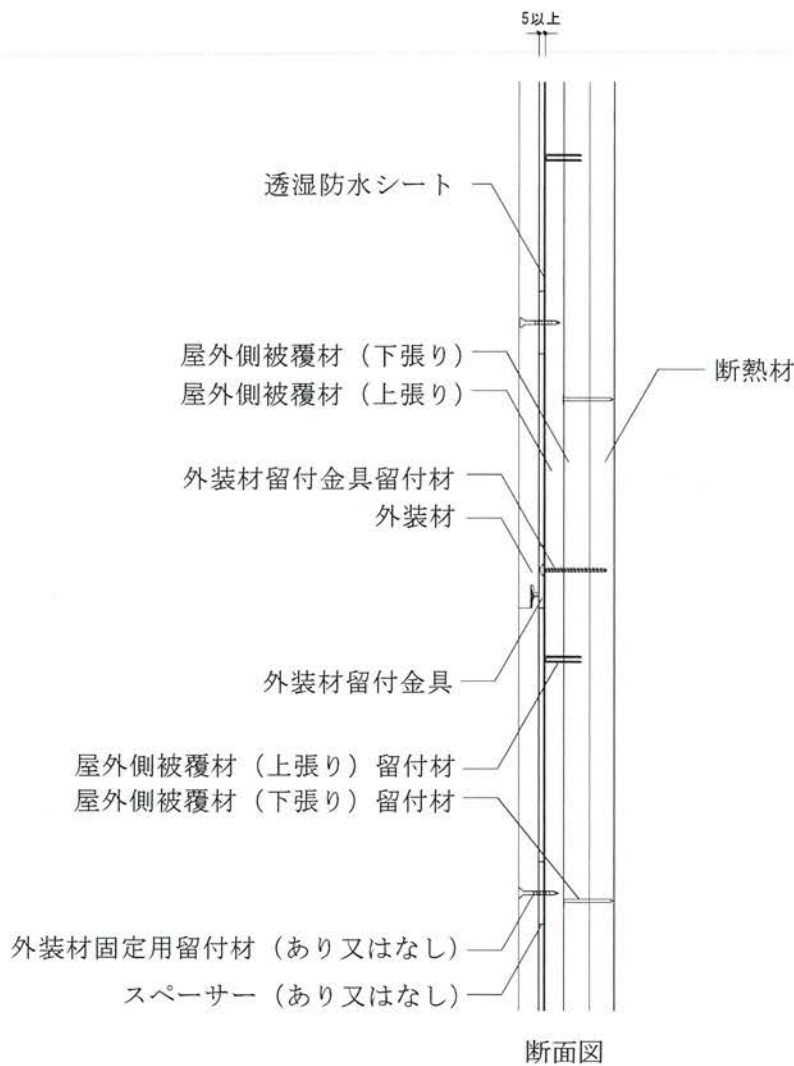 5以上
透湿防水シート
屋外側被覆材（下張り）
断熱材
屋外側被覆材（上張り）
外装材留付金具留付材
外装材
外装材留付金具
屋外側被覆材（上張り）留付材
屋外側被覆材（下張り）留付材
外装材固定用留付材（あり又はなし）
スペーサー（あり又はなし）
断面図